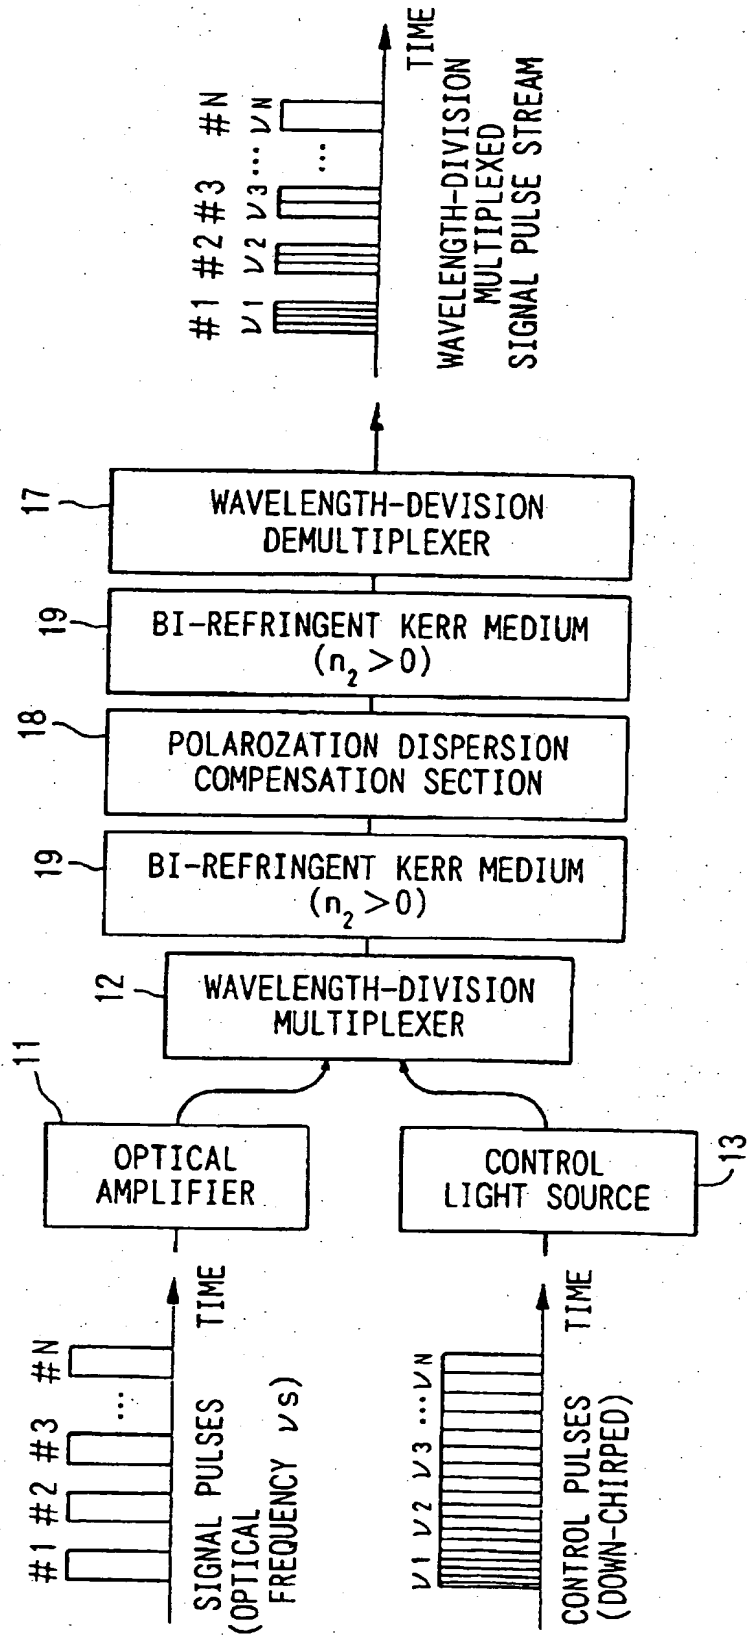 #1 #2 #3 #N
...
TIME
SIGNAL PULSES
(OPTICAL
FREQUENCY νs)
ν1 ν2 ν3 ... νN
TIME
CONTROL PULSES
(DOWN-CHIRPED)
11
OPTICAL
AMPLIFIER
CONTROL
LIGHT SOURCE
13
12
WAVELENGTH-DIVISION
MULTIPLEXER
19
BI-REFRINGENT KERR MEDIUM
(n2>0)
18
POLAROZATION DISPERSION
COMPENSATION SECTION
19
BI-REFRINGENT KERR MEDIUM
(n2>0)
17
WAVELENGTH-DEVISION
DEMULTIPLEXER
#1 #2 #3 #N
ν1 ν2 ν3 ... νN
...
TIME
WAVELENGTH-DIVISION
MULTIPLEXED
SIGNAL PULSE STREAM